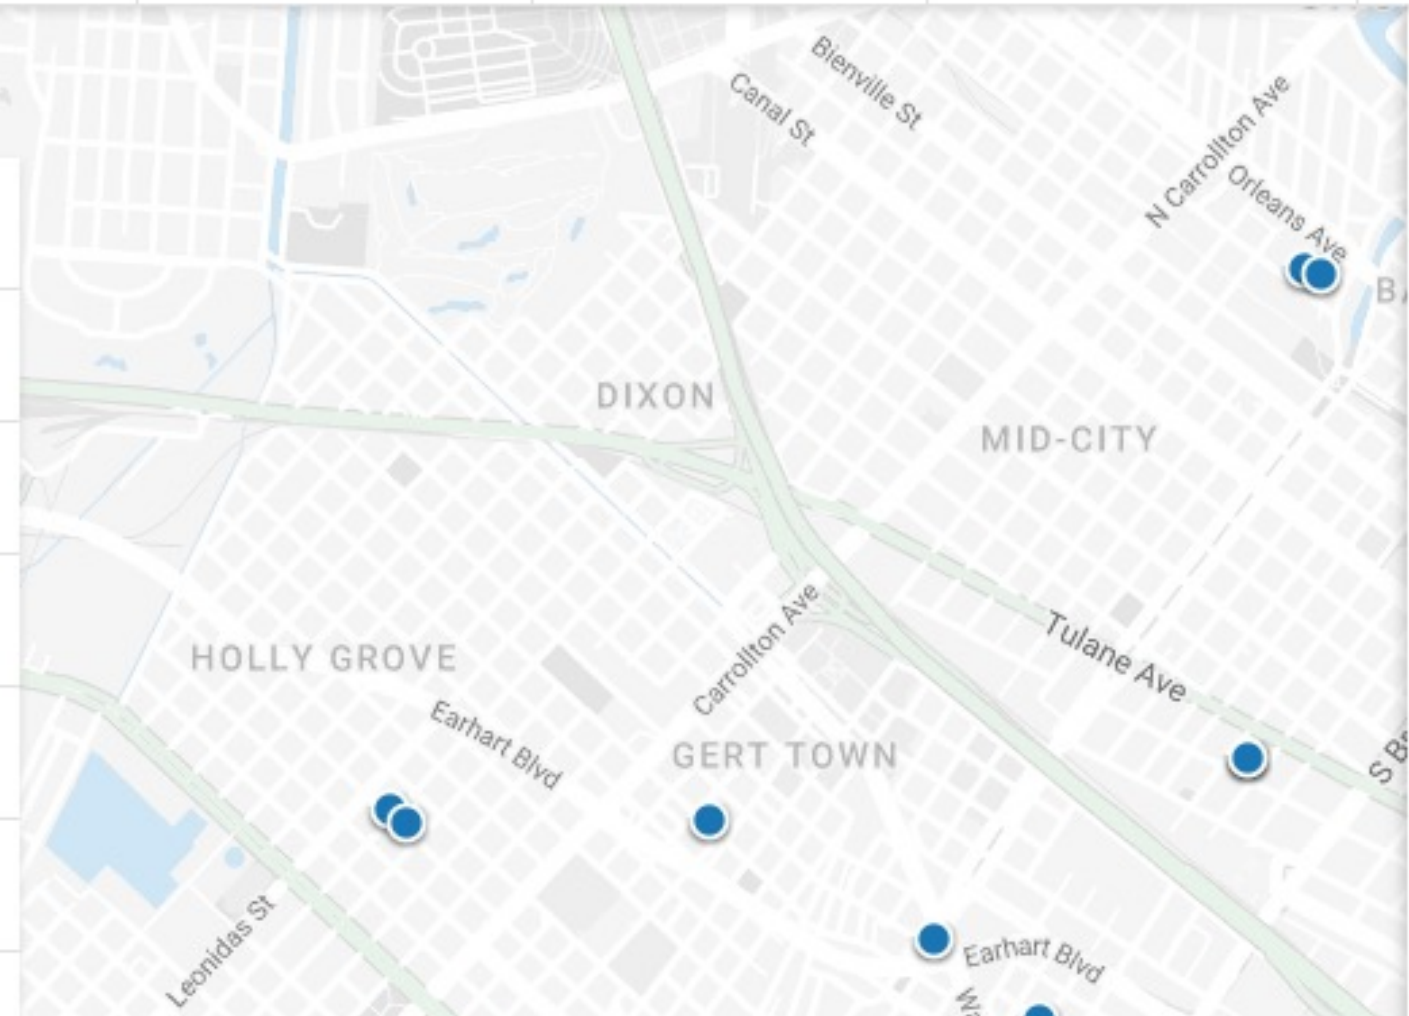 Bienville St
Canal St
N Carrollton Ave
Orleans Ave
DIXON
MID-CITY
Tulane Ave
Carrollton Ave
HOLLY GROVE
Earhart Blvd
GERT TOWN
Leonidas St
Earhart Blvd